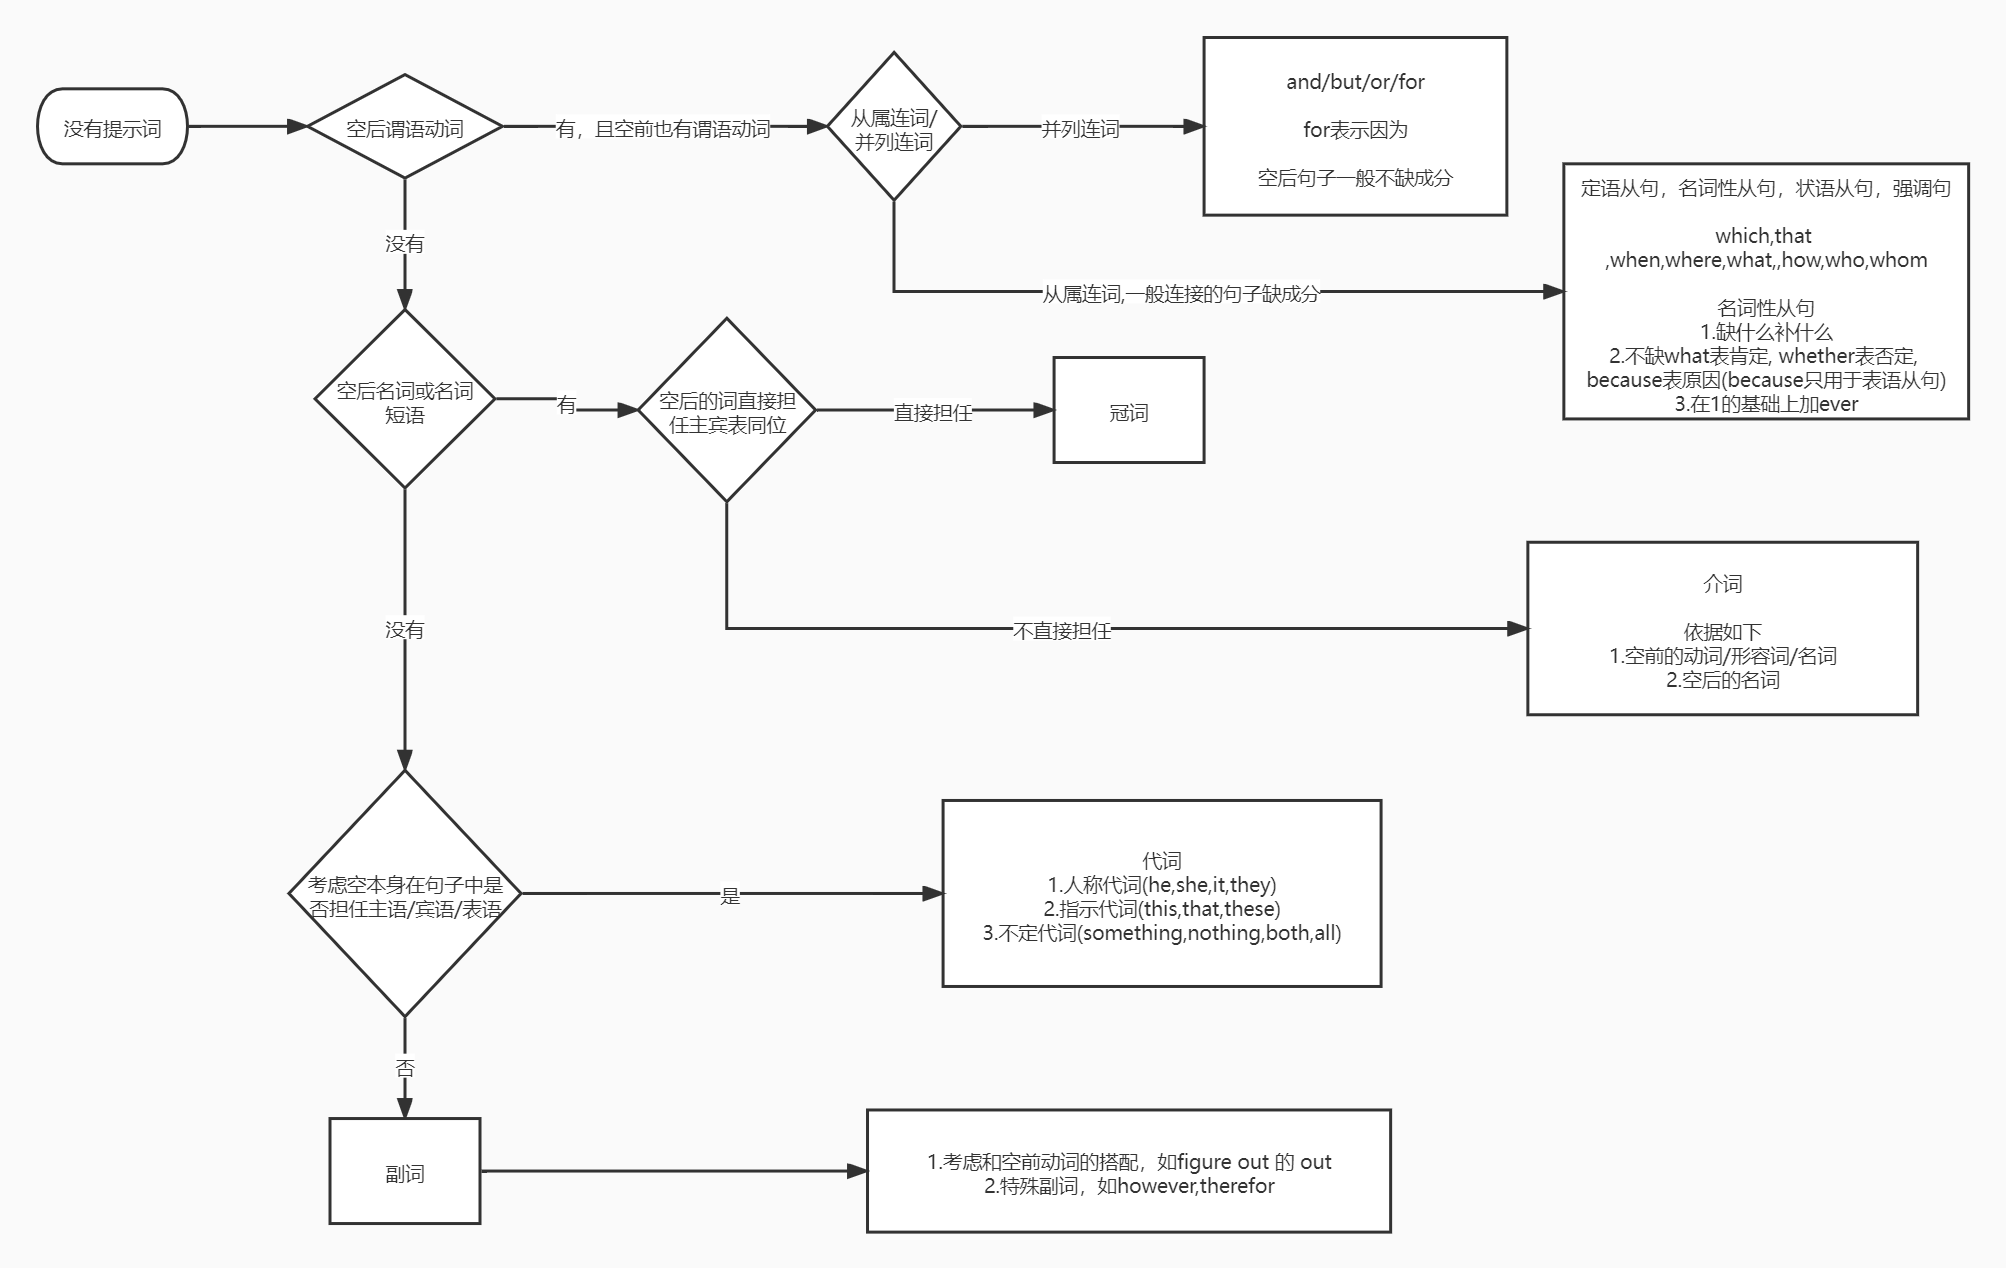 没有提示词
空后谓语动词
有，且空前也有谓语动词
从属连词/
并列连词
并列连词
and/but/or/for
for表示因为
空后句子一般不缺成分
从属连词,一般连接的句子缺成分
定语从句，名词性从句，状语从句，强调句
which,that
,when,where,what,,how,who,whom
名词性从句
1.缺什么补什么
2.不缺what表肯定, whether表否定,
because表原因(because只用于表语从句)
3.在1的基础上加ever
没有
空后名词或名词
短语
有
空后的词直接担
任主宾表同位
直接担任
冠词
不直接担任
介词
依据如下
1.空前的动词/形容词/名词
2.空后的名词
没有
考虑空本身在句子中是
否担任主语/宾语/表语
是
代词
1.人称代词(he,she,it,they)
2.指示代词(this,that,these)
3.不定代词(something,nothing,both,all)
否
副词
1.考虑和空前动词的搭配，如figure out 的 out
2.特殊副词，如however,therefor